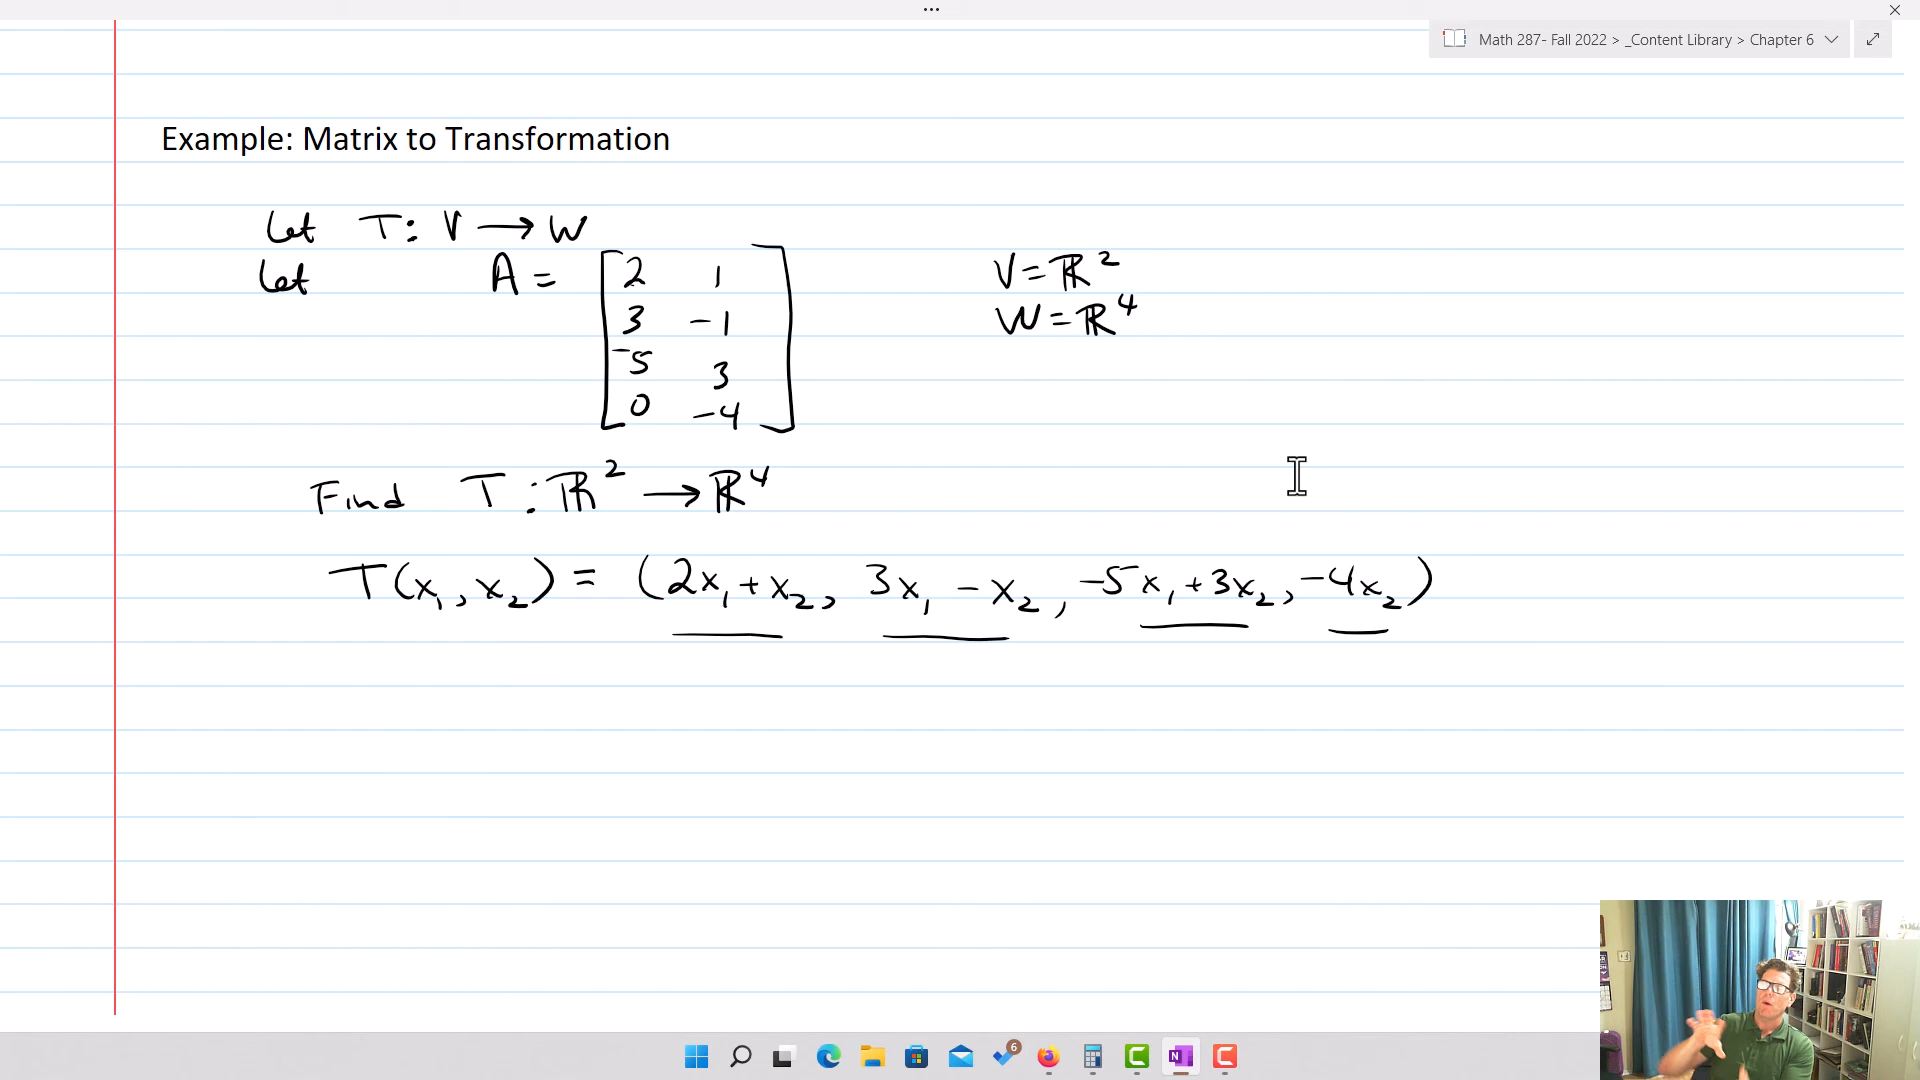 Math 287- Fall 2022 > _Content Library > Chapter 6
Example: Matrix to Transformation
Let T: V → W
Let A = [2 1
3 -1
-5 3
0 -4]
V = ℝ²
W = ℝ⁴
Find T : ℝ² → ℝ⁴
T(x₁, x₂) = (2x₁ + x₂, 3x₁ - x₂, -5x₁ + 3x₂, -4x₂)
6